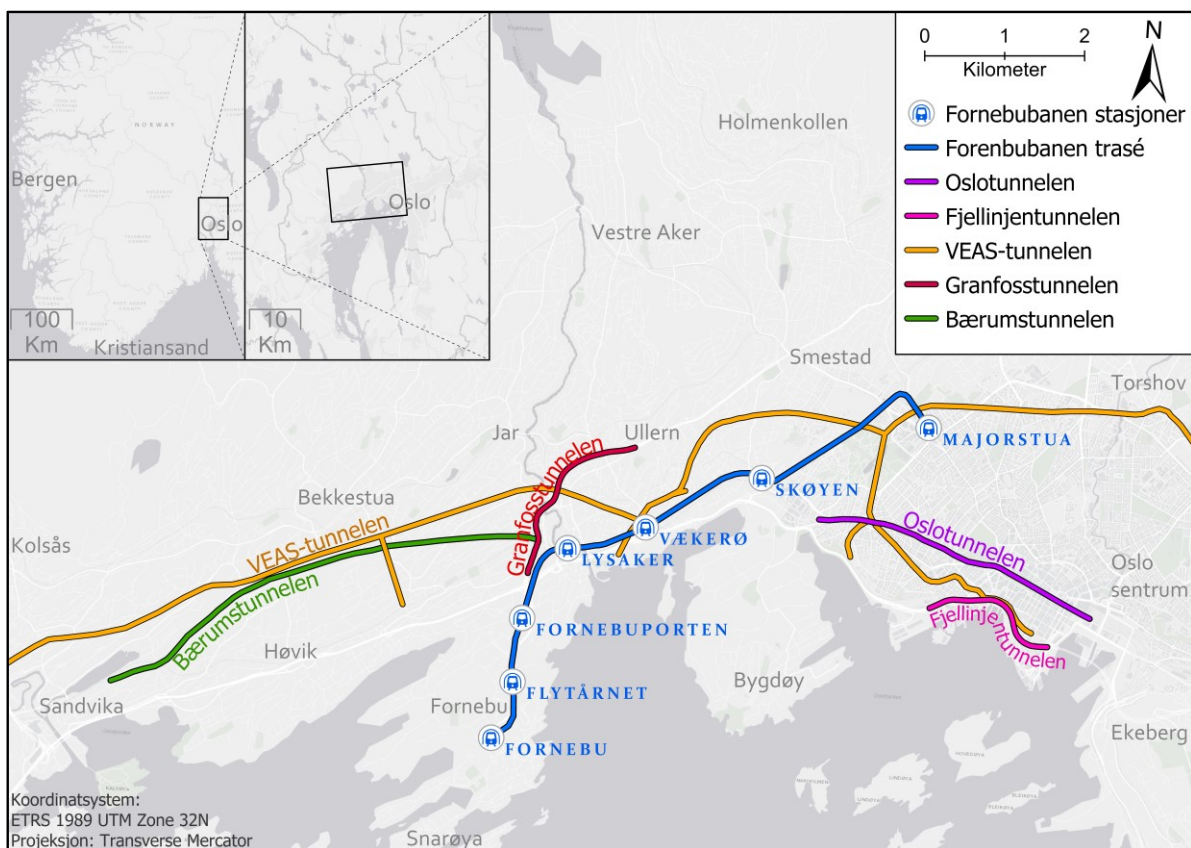 NORWAY
Bergen
Oslo
100
Km
Kristiansand
Oslo
10
Km
0 1 2
Kilometer
N
Fornebubanen stasjoner
Forenbubanen trasé
Oslotunnelen
Fjellinjentunnelen
VEAS-tunnelen
Granfosstunnelen
Bærumstunnelen
Holmenkollen
Vestre Aker
Smestad
Torshov
Jar
Ullern
MAJORSTUA
Bekkestua
Granfosstunnelen
SKØYEN
Kolsås
VEAS-tunnelen
VÆKERØ
Oslotunnelen
LYSAKER
Oslo
sentrum
Bærumstunnelen
FORNEBUPORTEN
Fjellinjentunnelen
Høvik
Bygdøy
Sandvika
Fornebu
FLYTÅRNET
Ekeberg
FORNEBU
Snarøya
Koordinatsystem:
ETRS 1989 UTM Zone 32N
Projeksjon: Transverse Mercator